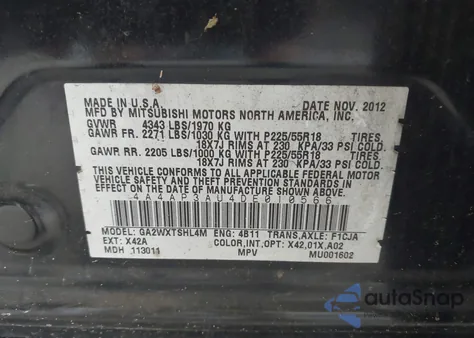 MADE IN U.S.A. DATE NOV. 2012
MFD BY MITSUBISHI MOTORS NORTH AMERICA, INC.
GVWR 4343 LBS/1970 KG
GAWR FR. 2271 LBS/1030 KG WITH P225/55R18 TIRES,
18X7J RIMS AT 230 KPA/33 PSI COLD.
GAWR RR. 2205 LBS/1000 KG WITH P225/55R18 TIRES,
18X7J RIMS AT 230 KPA/33 PSI COLD.
THIS VEHICLE CONFORMS TO ALL APPLICABLE FEDERAL MOTOR
VEHICLE SAFETY AND THEFT PREVENTION STANDARDS IN
EFFECT ON THE DATE OF MANUFACTURE SHOWN ABOVE.
4A4AP3AU4DE010566
MODEL: GA2WXTSHL4M ENG: 4B11 TRANS,AXLE: F1CJA
EXT: X42A COLOR,INT,OPT: X42,01X,A02
MDH 113011 MPV MU001602
autoSnap